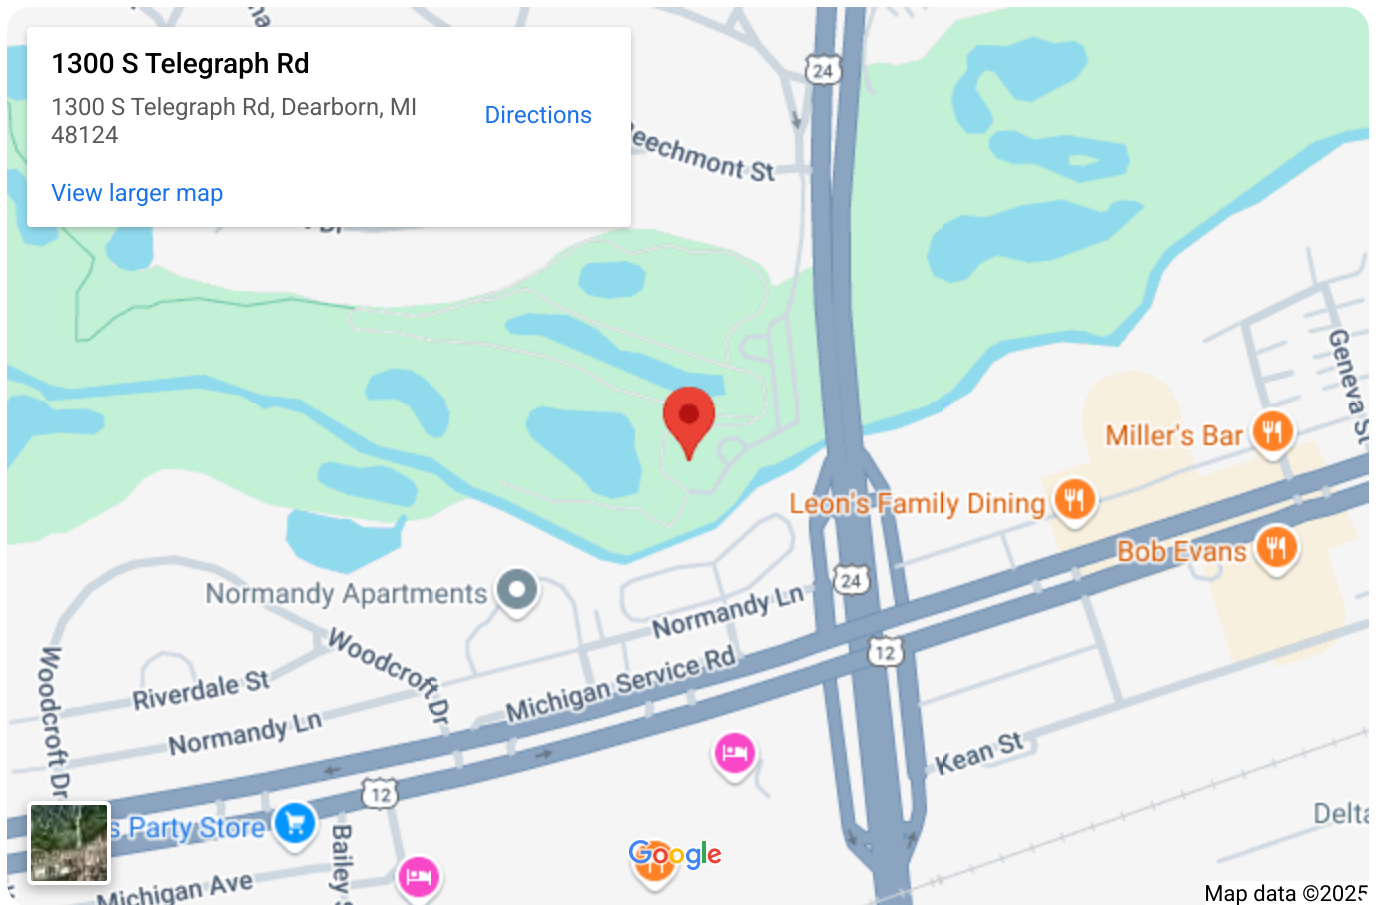 1300 S Telegraph Rd
1300 S Telegraph Rd, Dearborn, MI
48124
Directions
View larger map
24
Beechmont St
Dr
Geneva St
Miller's Bar
Leon's Family Dining
Bob Evans
24
Normandy Apartments
Normandy Ln
Woodcroft Dr
12
Michigan Service Rd
Woodcroft Dr
Riverdale St
Normandy Ln
Kean St
12
s Party Store
Bailey S
Delta
Google
Michigan Ave
Map data ©2025